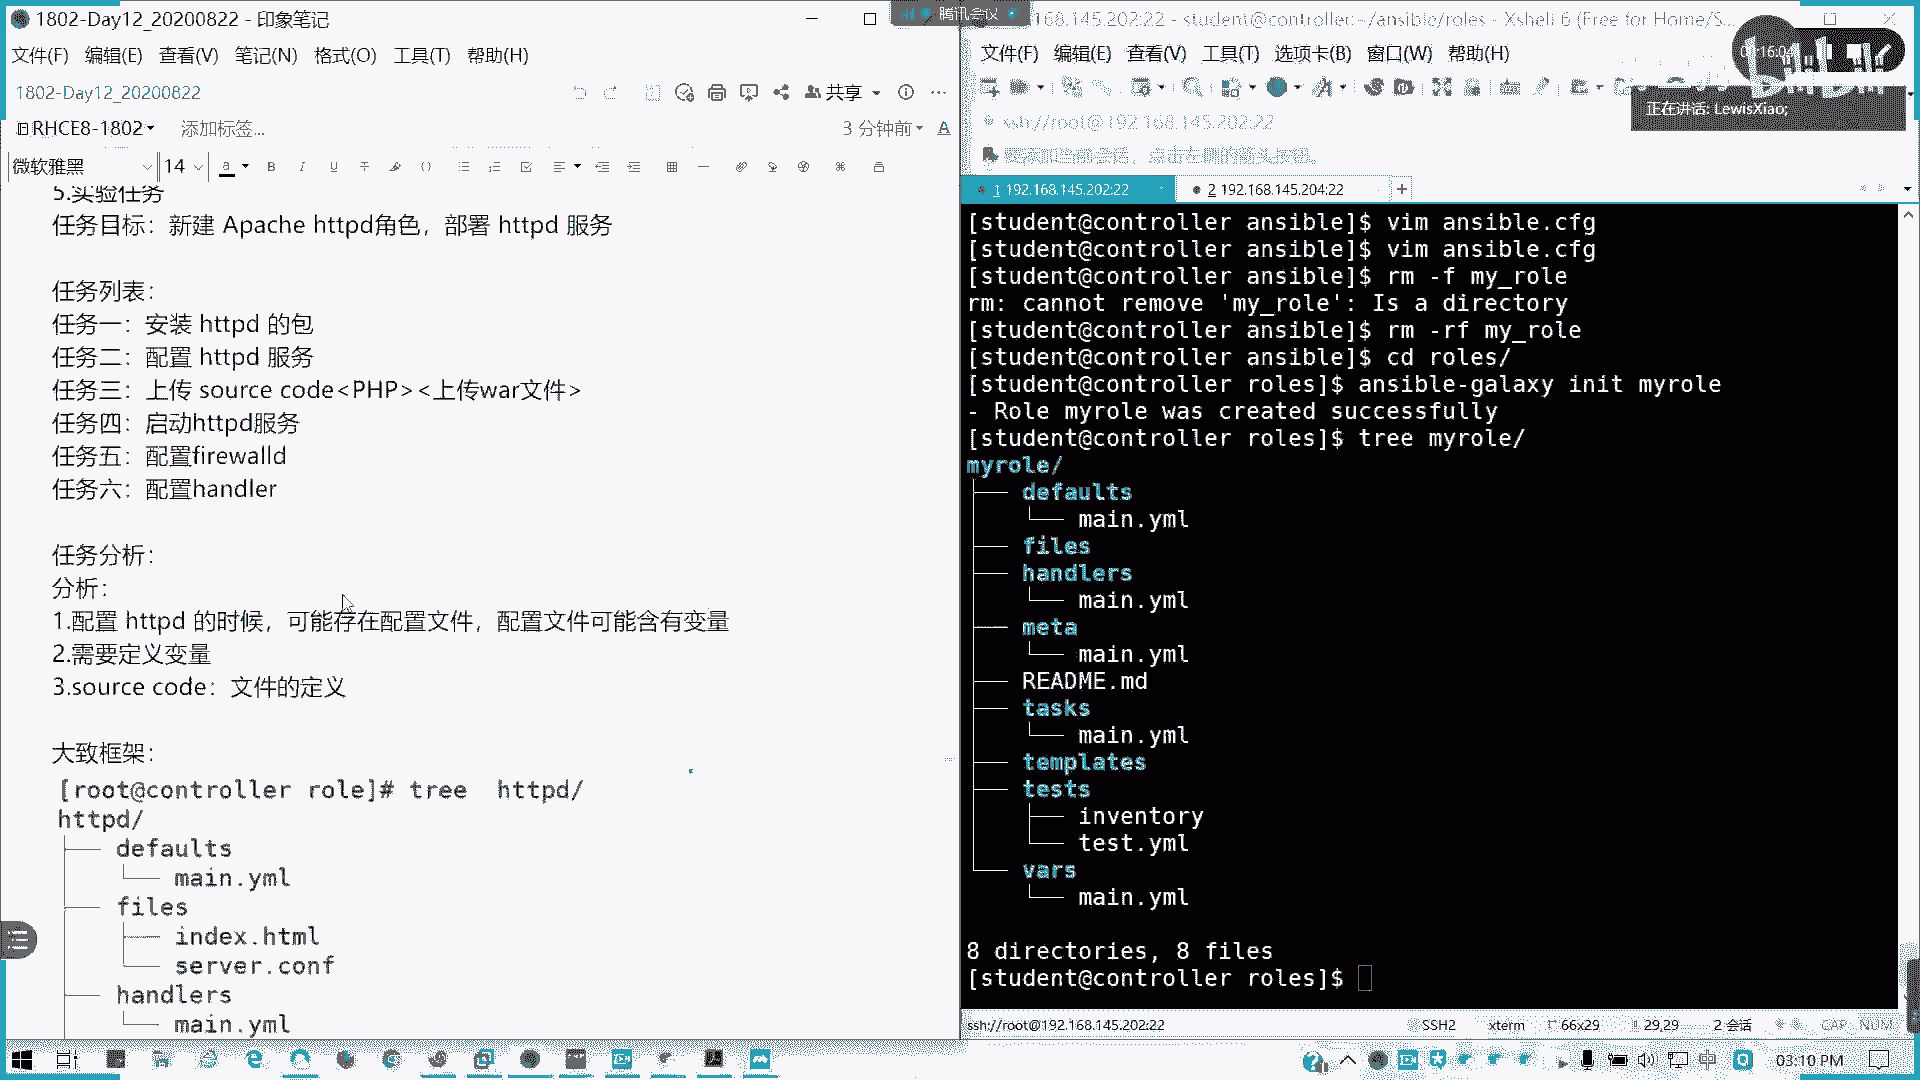 1802-Day12_20200822 - 印象笔记
文件(F) 编辑(E) 查看(V) 笔记(N) 格式(O) 工具(T) 帮助(H)
1802-Day12_20200822
共享
RHCE8-1802
添加标签...
3 分钟前
微软雅黑
14
5.实验任务
任务目标：新建 Apache httpd角色，部署 httpd 服务
任务列表：
任务一：安装 httpd 的包
任务二：配置 httpd 服务
任务三：上传 source code<PHP><上传war文件>
任务四：启动httpd服务
任务五：配置firewalld
任务六：配置handler
任务分析：
分析：
1.配置 httpd 的时候，可能存在配置文件，配置文件可能含有变量
2.需要定义变量
3.source code：文件的定义
大致框架：
[root@controller role]# tree  httpd/
httpd/
├── defaults
│   └── main.yml
├── files
│   ├── index.html
│   └── server.conf
├── handlers
│   └── main.yml
腾讯会议
168.145.202:22 - student@controller:~/ansible/roles - Xshell 6 (Free for Home/S...
文件(F) 编辑(E) 查看(V) 工具(T) 选项卡(B) 窗口(W) 帮助(H)
正在讲话: LewisXiao;
ssh://root@192.168.145.202:22
1 192.168.145.202:22
2 192.168.145.204:22
[student@controller ansible]$ vim ansible.cfg
[student@controller ansible]$ vim ansible.cfg
[student@controller ansible]$ rm -f my_role
rm: cannot remove 'my_role': Is a directory
[student@controller ansible]$ rm -rf my_role
[student@controller ansible]$ cd roles/
[student@controller roles]$ ansible-galaxy init myrole
- Role myrole was created successfully
[student@controller roles]$ tree myrole/
myrole/
├── defaults
│   └── main.yml
├── files
├── handlers
│   └── main.yml
├── meta
│   └── main.yml
├── README.md
├── tasks
│   └── main.yml
├── templates
├── tests
│   ├── inventory
│   └── test.yml
└── vars
    └── main.yml
8 directories, 8 files
[student@controller roles]$
ssh://root@192.168.145.202:22
SSH2
xterm
66x29
29,29
2 会话
CAP NUM
中
03:10 PM